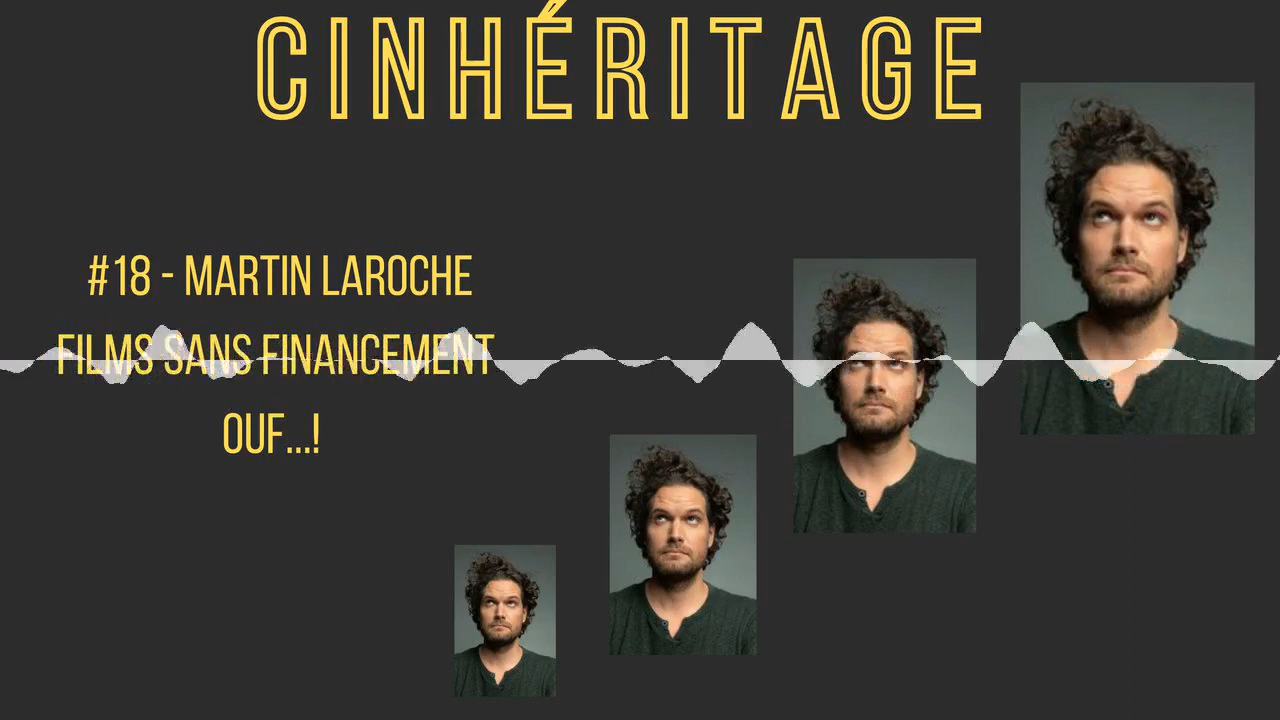 CINHÉRITAGE
#18 - MARTIN LAROCHE
FILMS SANS FINANCEMENT
OUF...!